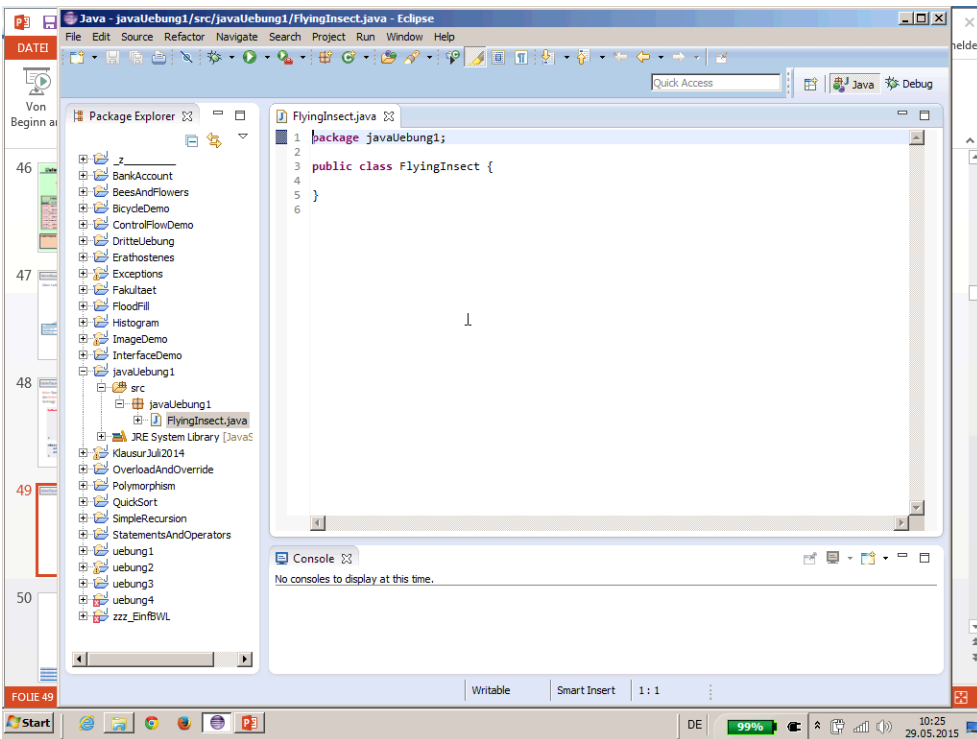 Java - javaUebung1/src/javaUebung1/FlyingInsect.java - Eclipse
File Edit Source Refactor Navigate Search Project Run Window Help
DATEI
Von
Beginn a
nelde
Quick Access
Java
Debug
Package Explorer
_z_________
BankAccount
BeesAndFlowers
BicycleDemo
ControlFlowDemo
DritteUebung
Erathostenes
Exceptions
Fakultaet
FloodFill
Histogram
ImageDemo
InterfaceDemo
javaUebung1
src
javaUebung1
FlyingInsect.java
JRE System Library [JavaS
KlausurJuli2014
OverloadAndOverride
Polymorphism
QuickSort
SimpleRecursion
StatementsAndOperators
uebung1
uebung2
uebung3
uebung4
zzz_EinfBWL
FlyingInsect.java
1 package javaUebung1;
2
3 public class FlyingInsect {
4
5 }
6
Console
No consoles to display at this time.
46
47
48
49
50
FOLIE 49
Writable
Smart Insert
1 : 1
Start
DE
99%
10:25
29.05.2015